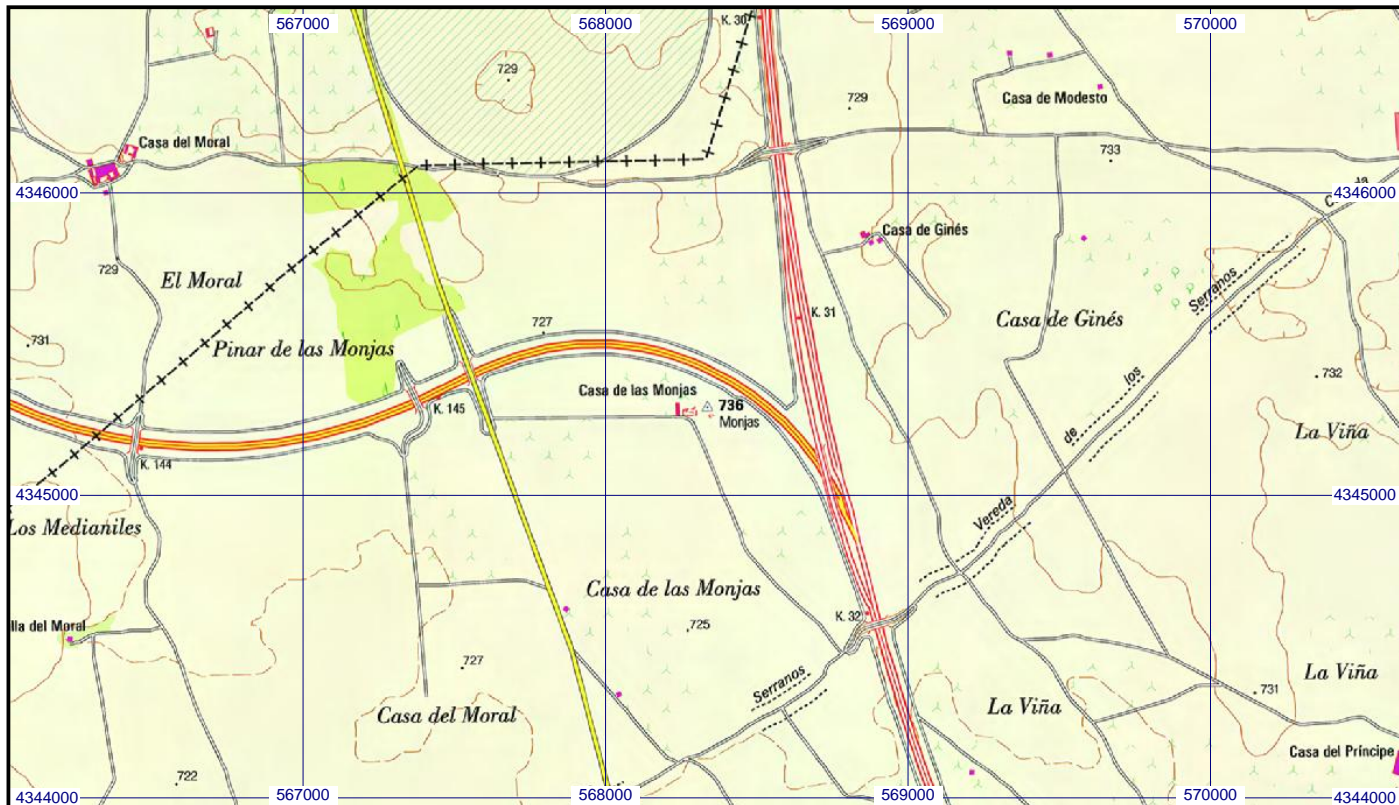 567000
568000
569000
570000
K. 30
729
729
Casa de Modesto
Casa del Moral
733
4346000
4346000
Casa de Ginés
729
El Moral
Serranos
K. 31
Casa de Ginés
727
731
Pinar de las Monjas
los
732
Casa de las Monjas
736
Monjas
K. 145
de
La Viña
K. 144
4345000
4345000
Vereda
Los Medianiles
Casa de las Monjas
K. 32
lla del Moral
725
727
Serranos
La Viña
731
La Viña
Casa del Moral
Casa del Príncipe
722
4344000
567000
568000
569000
570000
4344000